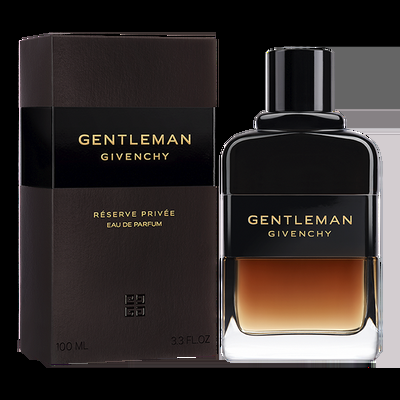 GENTLEMAN
GIVENCHY
RÉSERVE PRIVÉE
EAU DE PARFUM
100 ML
3.3 FL.OZ
GENTLEMAN
GIVENCHY